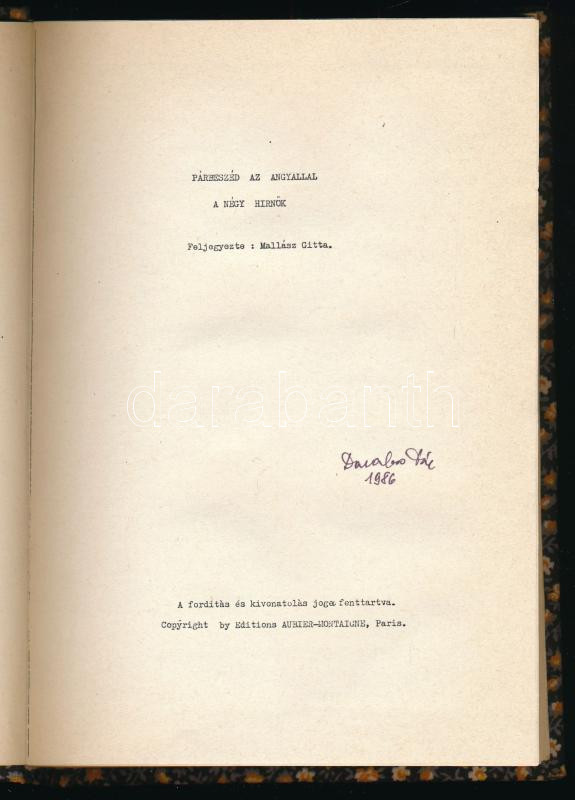 PÁRBESZÉD AZ ANGYALLAL
A NÉGY HIRNÖK
Feljegyezte : Mallász Gitta.
darabanth
1986
A forditás és kivonatolás joga fenttartva.
Copyright by Editions AUBIER-MONTAIGNE, Paris.